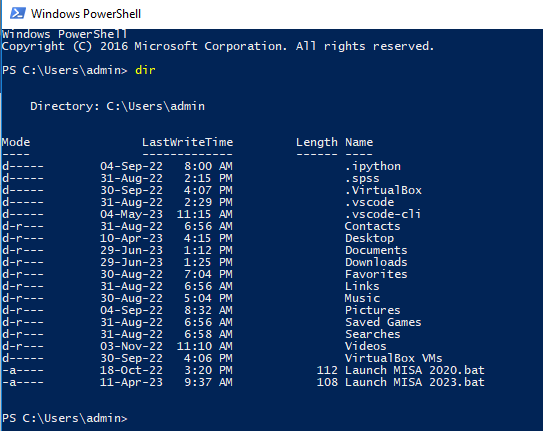 Windows PowerShell
Windows PowerShell
Copyright (C) 2016 Microsoft Corporation. All rights reserved.
PS C:\Users\admin> dir
Directory: C:\Users\admin
Mode LastWriteTime Length Name
---- ------------- ------ ----
d----- 04-Sep-22 8:00 AM .ipython
d----- 31-Aug-22 2:15 PM .spss
d----- 30-Sep-22 4:07 PM .VirtualBox
d----- 31-Aug-22 2:29 PM .vscode
d----- 04-May-23 11:15 AM .vscode-cli
d-r--- 31-Aug-22 6:56 AM Contacts
d-r--- 10-Apr-23 4:15 PM Desktop
d-r--- 29-Jun-23 1:12 PM Documents
d-r--- 29-Jun-23 1:25 PM Downloads
d-r--- 30-Aug-22 7:04 PM Favorites
d-r--- 31-Aug-22 6:56 AM Links
d-r--- 30-Aug-22 5:04 PM Music
d-r--- 04-Sep-22 8:32 AM Pictures
d-r--- 31-Aug-22 6:56 AM Saved Games
d-r--- 31-Aug-22 6:58 AM Searches
d-r--- 03-Nov-22 11:10 AM Videos
d----- 30-Sep-22 4:06 PM VirtualBox VMs
-a---- 18-Oct-22 3:20 PM 112 Launch MISA 2020.bat
-a---- 11-Apr-23 9:37 AM 108 Launch MISA 2023.bat
PS C:\Users\admin>